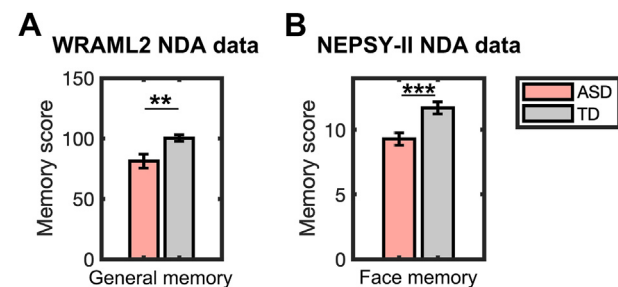 A
WRAML2 NDA data
Memory score
150
100
50
0
**
General memory
B
NEPSY-II NDA data
Memory score
10
5
0
***
Face memory
ASD
TD